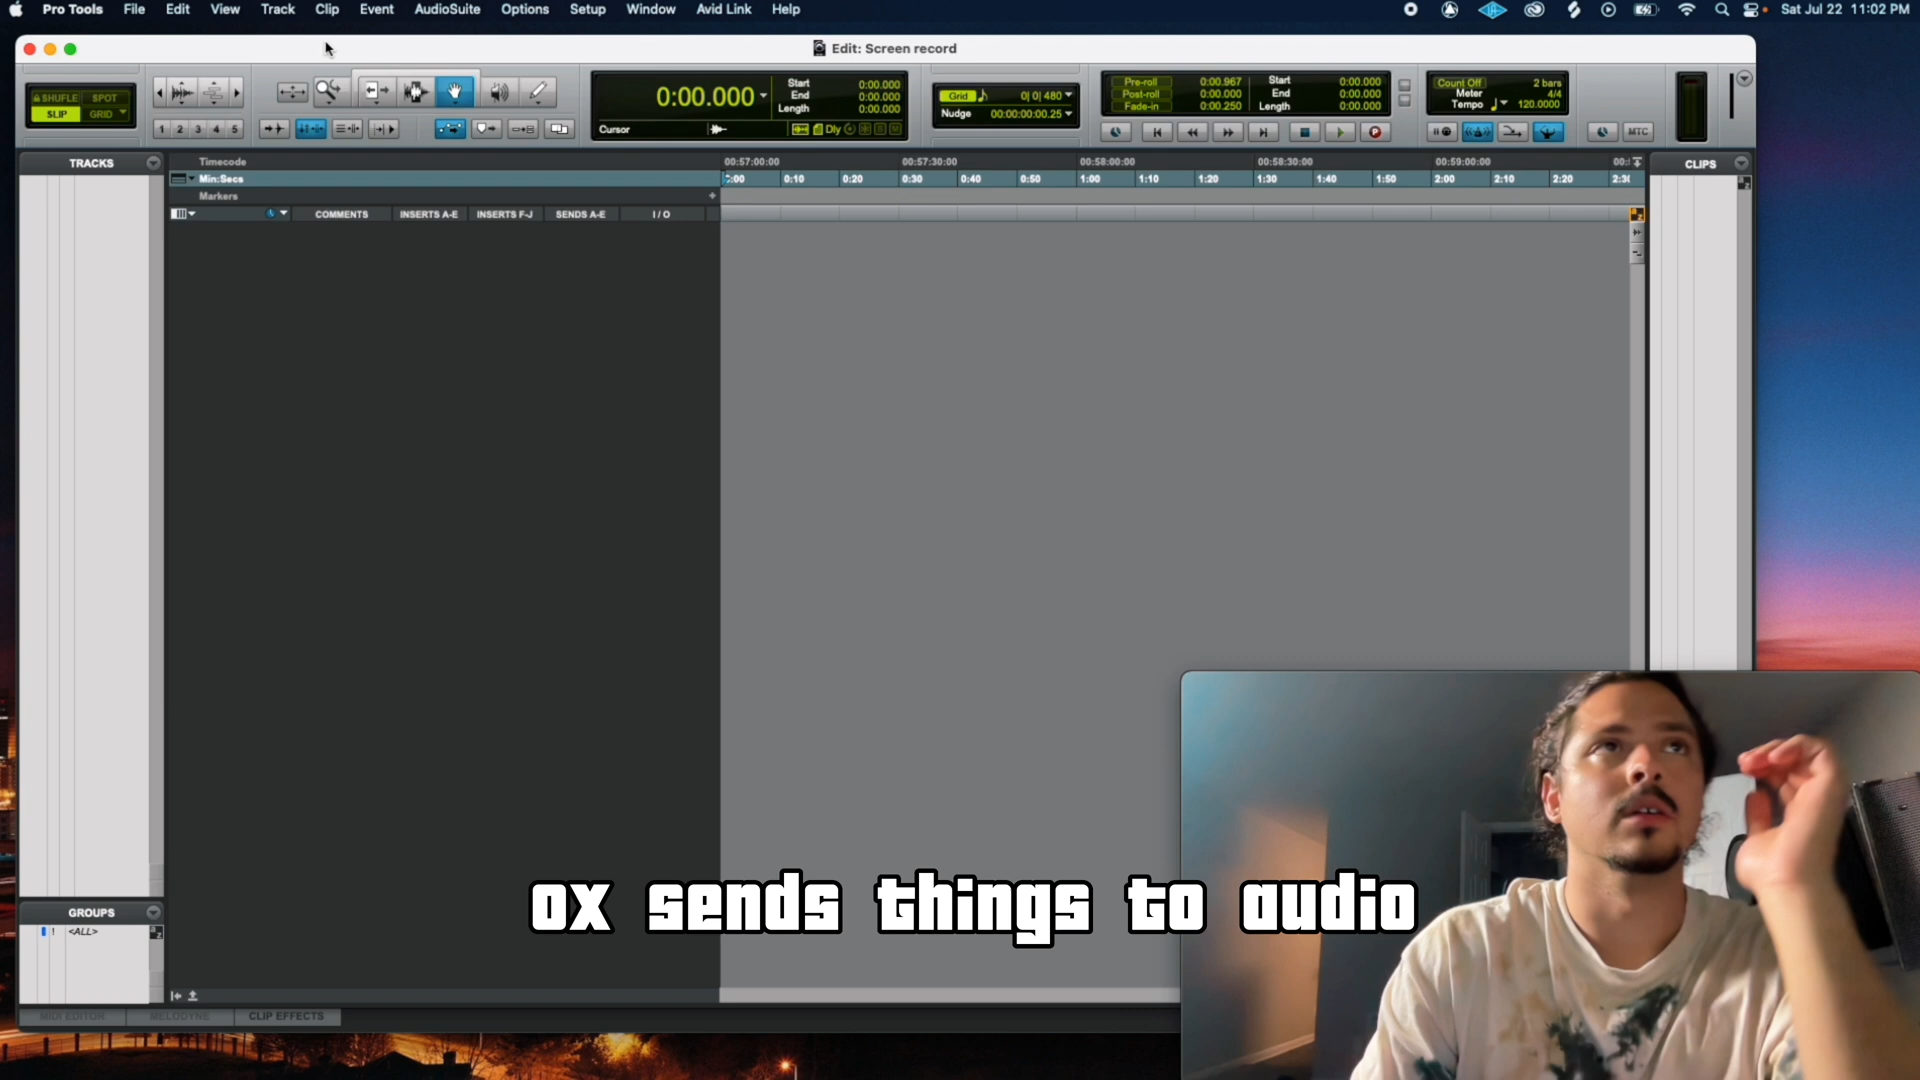 Pro Tools File Edit View Track Clip Event AudioSuite Options Setup Window Avid Link Help Sat Jul 22 11:02 PM
Edit: Screen record
SHUFFLE SPOT
SLIP GRID
1 2 3 4 5
0:00.000
Start 0:00.000
End 0:00.000
Length 0:00.000
Cursor
Dly
Grid 0| 0| 480
Nudge 00:00:00:00.25
Pre-roll 0:00.967
Post-roll 0:00.000
Fade-in 0:00.250
Start 0:00.000
End 0:00.000
Length 0:00.000
Count Off 2 bars
Meter 4/4
Tempo 120.0000
MTC
TRACKS
Timecode 00:57:00:00 00:57:30:00 00:58:00:00 00:58:30:00 00:59:00:00
Min:Secs 0:10 0:20 0:30 0:40 0:50 1:00 1:10 1:20 1:30 1:40 1:50 2:00 2:10 2:20
Markers
COMMENTS INSERTS A-E INSERTS F-J SENDS A-E I / O
CLIPS
ox sends things to audio
GROUPS
! <ALL>
MIDI EDITOR MELODYNE CLIP EFFECTS